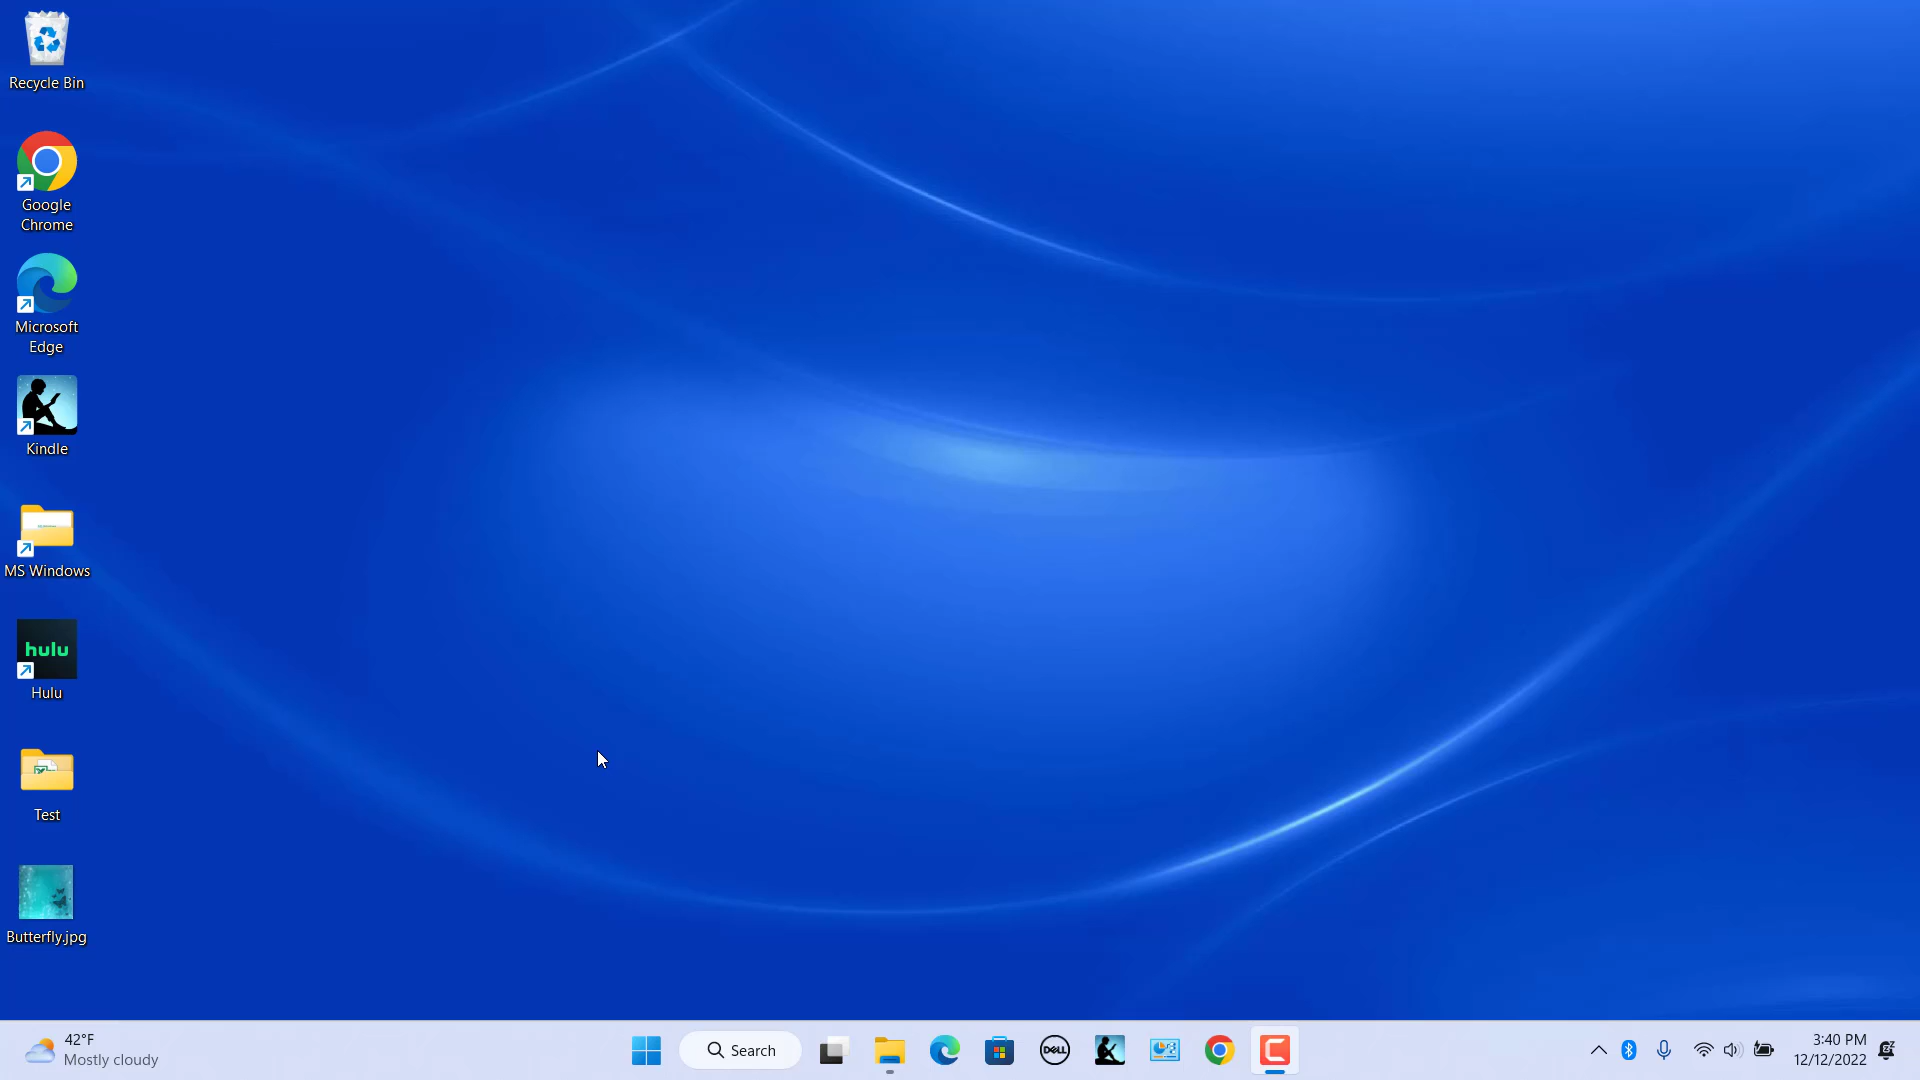 Recycle Bin
Google
Chrome
Microsoft
Edge
Kindle
MS Windows
hulu
Hulu
Test
Butterfly.jpg
42°F
Mostly cloudy
Search
DELL
3:40 PM
12/12/2022